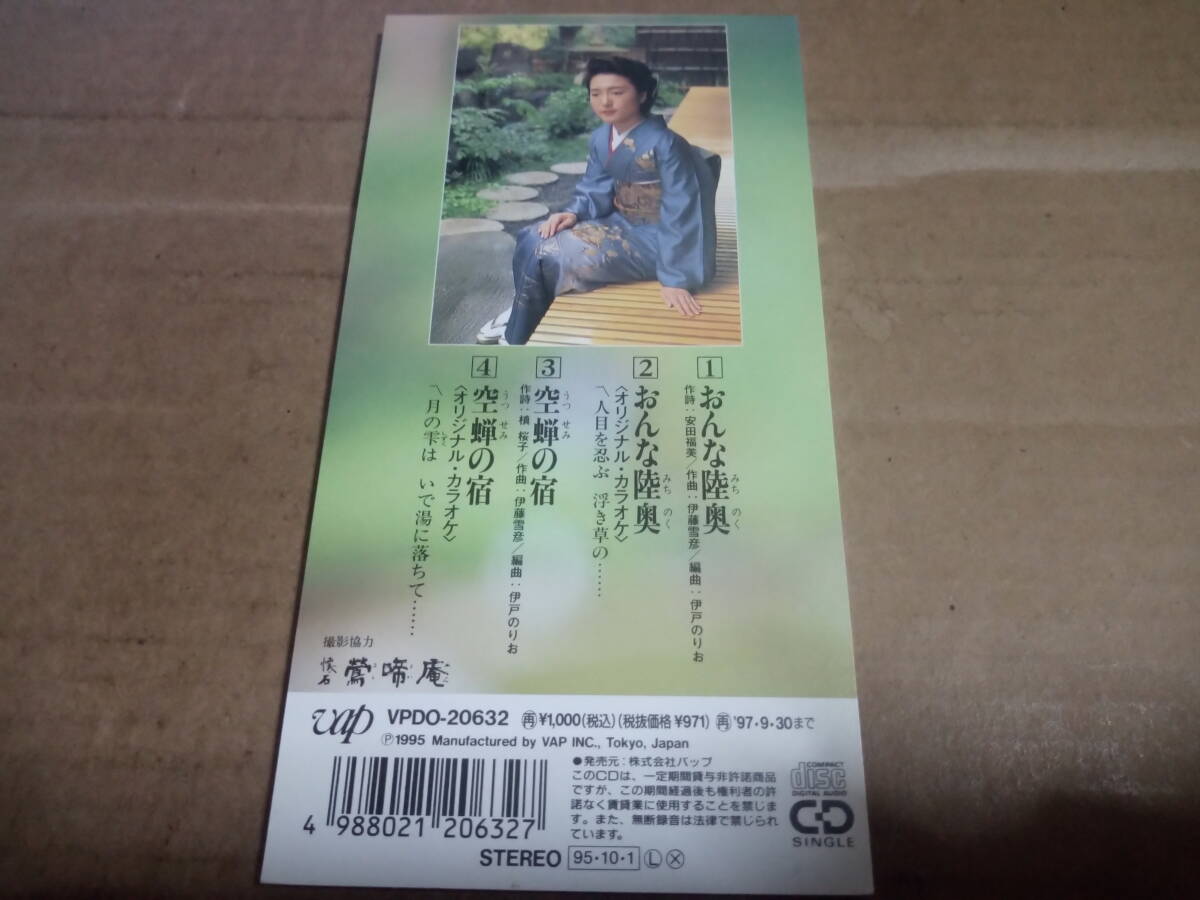 1 おんな陸奥
みちのく
作詩：安田福美／作曲：伊藤雪彦／編曲：伊戸のりお
2 おんな陸奥
みちのく
〈オリジナル・カラオケ〉
〽人目を忍ぶ 浮き草の……
3 空蝉の宿
うつせみ
作詩：槙 桜子／作曲：伊藤雪彦／編曲：伊戸のりお
4 空蝉の宿
うつせみ
〈オリジナル・カラオケ〉
〽月の雫は いで湯に落ちて……
しずく
撮影協力
懐石 鶯啼庵
vap VPDO-20632 再¥1,000(税込)(税抜価格 ¥971) 再'97・9・30まで
Ⓟ1995 Manufactured by VAP INC., Tokyo, Japan
●発売元：株式会社バップ
このCDは、一定期間貸与非許諾商品
ですが、この期間経過後も権利者の許
諾なく賃貸業に使用することを禁じま
す。また、無断録音は法律で禁じられ
ています。
COMPACT
disc
DIGITAL AUDIO
CD
SINGLE
4 988021 206327
STEREO 95・10・1 Ⓛ Ⓧ